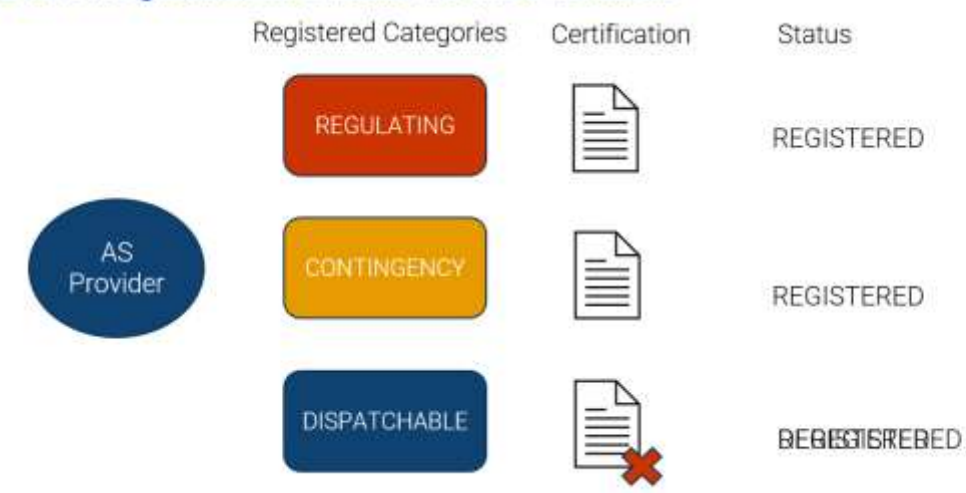 Registered Categories Certification Status
REGULATING
REGISTERED
AS
Provider
CONTINGENCY
REGISTERED
DISPATCHABLE